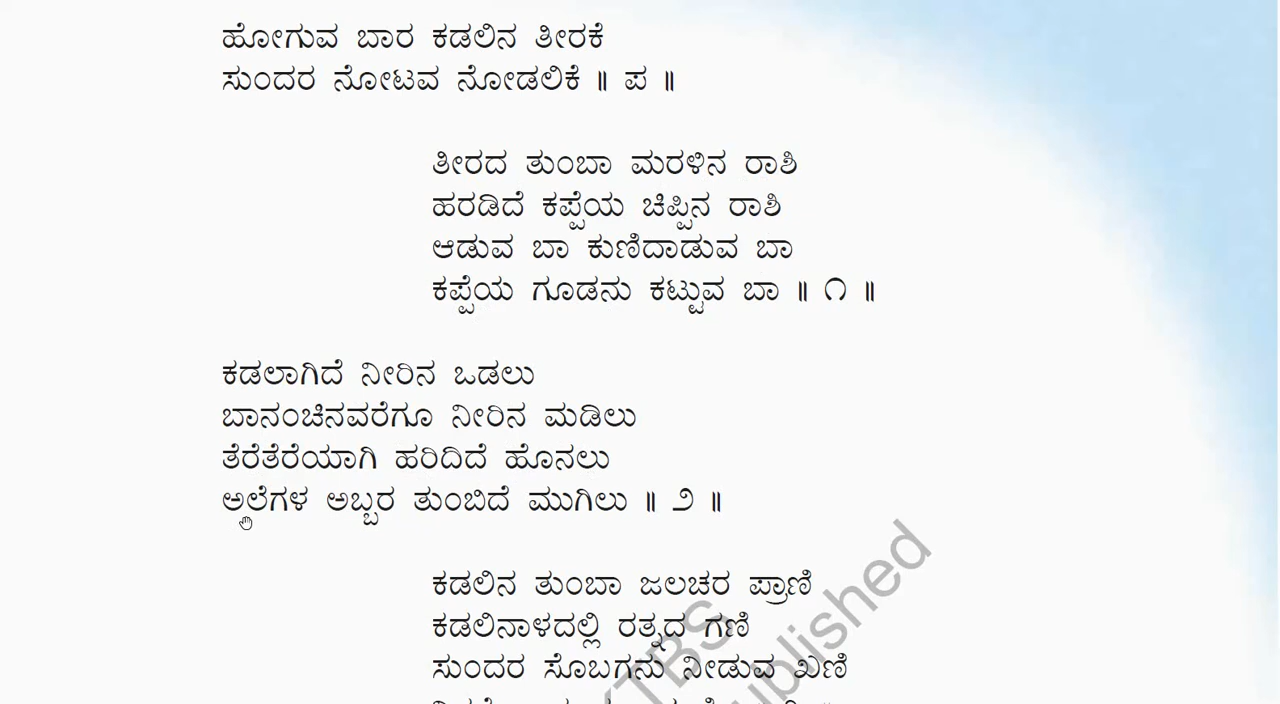 ಹೋಗುವ ಬಾರ ಕಡಲಿನ ತೀರಕೆ
ಸುಂದರ ನೋಟವ ನೋಡಲಿಕೆ ॥ ಪ ॥
ತೀರದ ತುಂಬಾ ಮರಳಿನ ರಾಶಿ
ಹರಡಿದೆ ಕಪ್ಪೆಯ ಚಿಪ್ಪಿನ ರಾಶಿ
ಆಡುವ ಬಾ ಕುಣಿದಾಡುವ ಬಾ
ಕಪ್ಪೆಯ ಗೂಡನು ಕಟ್ಟುವ ಬಾ ॥ ೧ ॥
ಕಡಲಾಗಿದೆ ನೀರಿನ ಒಡಲು
ಬಾನಂಚಿನವರೆಗೂ ನೀರಿನ ಮಡಿಲು
ತೆರೆತೆರೆಯಾಗಿ ಹರಿದಿದೆ ಹೊನಲು
ಅಲೆಗಳ ಅಬ್ಬರ ತುಂಬಿದೆ ಮುಗಿಲು ॥ ೨ ॥
ಕಡಲಿನ ತುಂಬಾ ಜಲಚರ ಪ್ರಾಣಿ
ಕಡಲಿನಾಳದಲ್ಲಿ ರತ್ನದ ಗಣಿ
ಸುಂದರ ಸೊಬಗನು ನೀಡುವ ಖಣಿ
KTBS